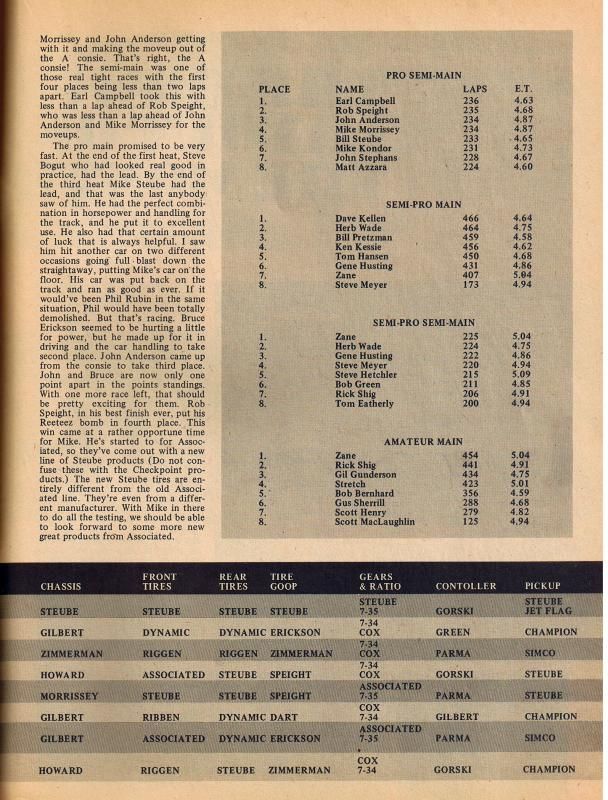 Morrissey and John Anderson getting
with it and making the moveup out of
the A consie. That's right, the A
consie! The semi-main was one of
those real tight races with the first
four places being less than two laps
apart. Earl Campbell took this with
less than a lap ahead of Rob Speight,
who was less than a lap ahead of John
Anderson and Mike Morrissey for the
moveups.
The pro main promised to be very
fast. At the end of the first heat, Steve
Bogut who had looked real good in
practice, had the lead. By the end of
the third heat Mike Steube had the
lead, and that was the last anybody
saw of him. He had the perfect combi-
nation in horsepower and handling for
the track, and he put it to excellent
use. He also had that certain amount
of luck that is always helpful. I saw
him hit another car on two different
occasions going full blast down the
straightaway, putting Mike's car on the
floor. His car was put back on the
track and ran as good as ever. If it
would've been Phil Rubin in the same
situation, Phil would have been totally
demolished. But that's racing. Bruce
Erickson seemed to be hurting a little
for power, but he made up for it in
driving and the car handling to take
second place. John Anderson came up
from the consie to take third place.
John and Bruce are now only one
point apart in the points standings.
With one more race left, that should
be pretty exciting for them. Rob
Speight, in his best finish ever, put his
Reeteez bomb in fourth place. This
win came at a rather opportune time
for Mike. He's started to for Assoc-
iated, so they've come out with a new
line of Steube products (Do not con-
fuse these with the Checkpoint pro-
ducts.) The new Steube tires are en-
tirely different from the old Associ-
ated line. They're even from a differ-
ent manufacturer. With Mike in there
to do all the testing, we should be able
to look forward to some more new
great products from Associated.
PRO SEMI-MAIN
PLACE NAME LAPS E.T.
1. Earl Campbell 236 4.63
2. Rob Speight 235 4.68
3. John Anderson 234 4.87
4. Mike Morrissey 234 4.87
5. Bill Steube 233 4.65
6. Mike Kondor 231 4.73
7. John Stephans 228 4.67
8. Matt Azzara 224 4.60
SEMI-PRO MAIN
1. Dave Kellen 466 4.64
2. Herb Wade 464 4.75
3. Bill Pretzman 459 4.58
4. Ken Kessie 456 4.62
5. Tom Hansen 450 4.68
6. Gene Husting 431 4.86
7. Zane 407 5.04
8. Steve Meyer 173 4.94
SEMI-PRO SEMI-MAIN
1. Zane 225 5.04
2. Herb Wade 224 4.75
3. Gene Husting 222 4.86
4. Steve Meyer 220 4.94
5. Steve Hetchler 215 5.09
6. Bob Green 211 4.85
7. Rick Shig 206 4.91
8. Tom Eatherly 200 4.94
AMATEUR MAIN
1. Zane 454 5.04
2. Rick Shig 441 4.91
3. Gil Gunderson 434 4.75
4. Stretch 423 5.01
5. Bob Bernhard 356 4.59
6. Gus Sherrill 288 4.68
7. Scott Henry 279 4.82
8. Scott MacLaughlin 125 4.94
FRONT REAR TIRE GEARS
CHASSIS TIRES TIRES GOOP & RATIO CONTOLLER PICKUP
STEUBE STEUBE
STEUBE STEUBE STEUBE STEUBE 7-35 GORSKI JET FLAG
7-34
GILBERT DYNAMIC DYNAMIC ERICKSON COX GREEN CHAMPION
7-34
ZIMMERMAN RIGGEN RIGGEN ZIMMERMAN COX PARMA SIMCO
7-34
HOWARD ASSOCIATED STEUBE SPEIGHT COX GORSKI STEUBE
ASSOCIATED
MORRISSEY STEUBE STEUBE SPEIGHT 7-35 PARMA STEUBE
COX
GILBERT RIBBEN DYNAMIC DART 7-34 GILBERT CHAMPION
ASSOCIATED
GILBERT ASSOCIATED DYNAMIC ERICKSON 7-35 PARMA SIMCO
COX
HOWARD RIGGEN STEUBE ZIMMERMAN 7-34 GORSKI CHAMPION